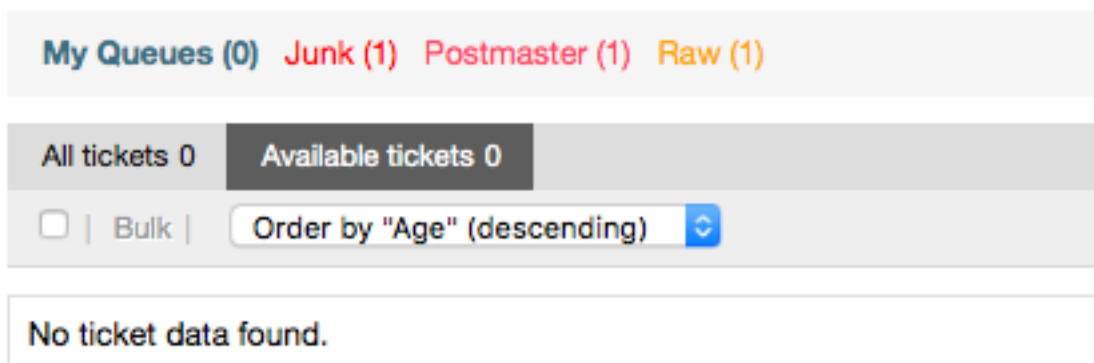 My Queues (0) Junk (1) Postmaster (1) Raw (1)
All tickets 0 Available tickets 0
| Bulk | Order by "Age" (descending)
No ticket data found.